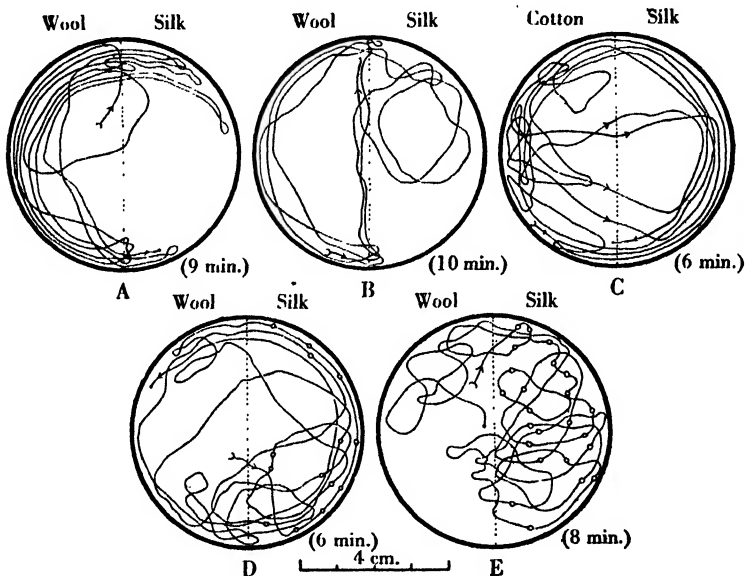 Wool Silk
Wool Silk
Cotton Silk
(9 min.)
A
(10 min.)
B
(6 min.)
C
Wool Silk
Wool Silk
(6 min.)
D
4 cm.
(8 min.)
E